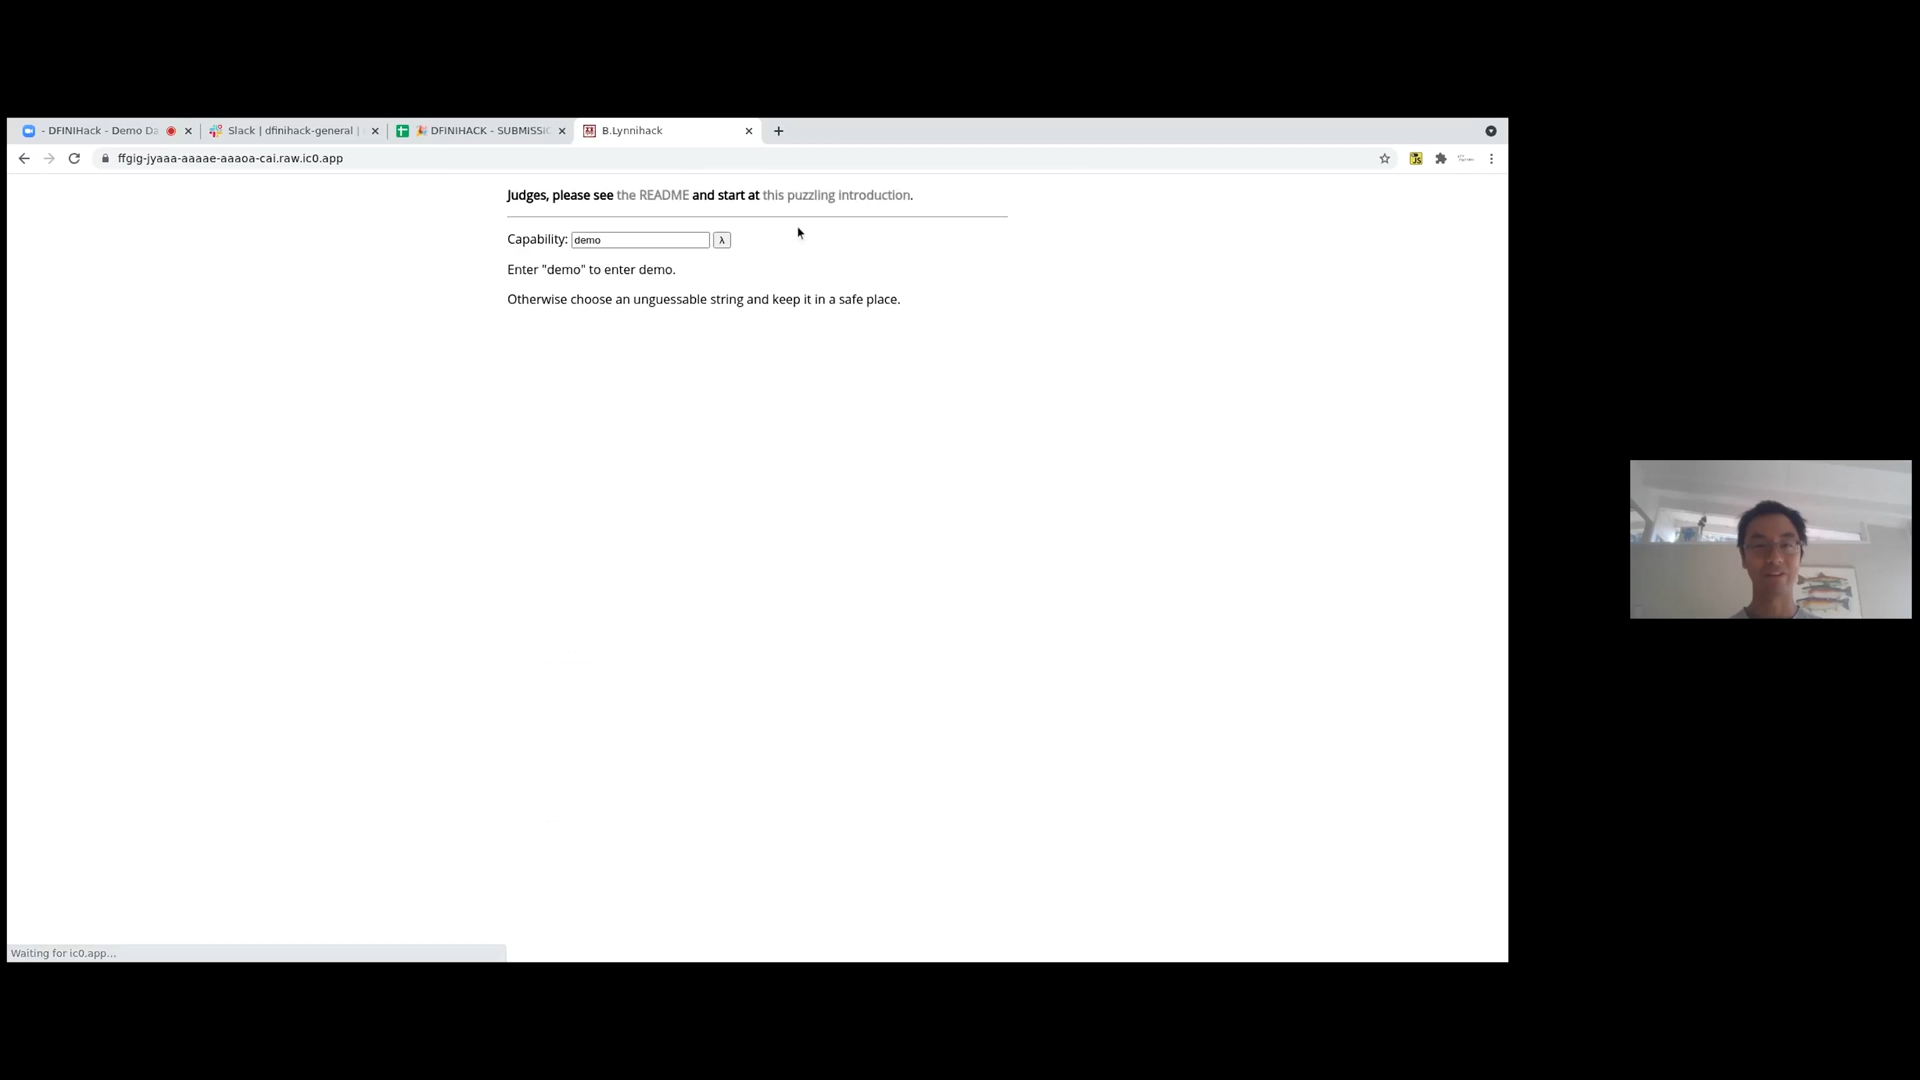 - DFINIHack - Demo Da
Slack | dfinihack-general |
DFINIHACK - SUBMISSI
B.Lynnihack
ffgig-jyaaa-aaaae-aaaoa-cai.raw.ic0.app
JS
Judges, please see the README and start at this puzzling introduction.
Capability: demo λ
Enter "demo" to enter demo.
Otherwise choose an unguessable string and keep it in a safe place.
Waiting for ic0.app...